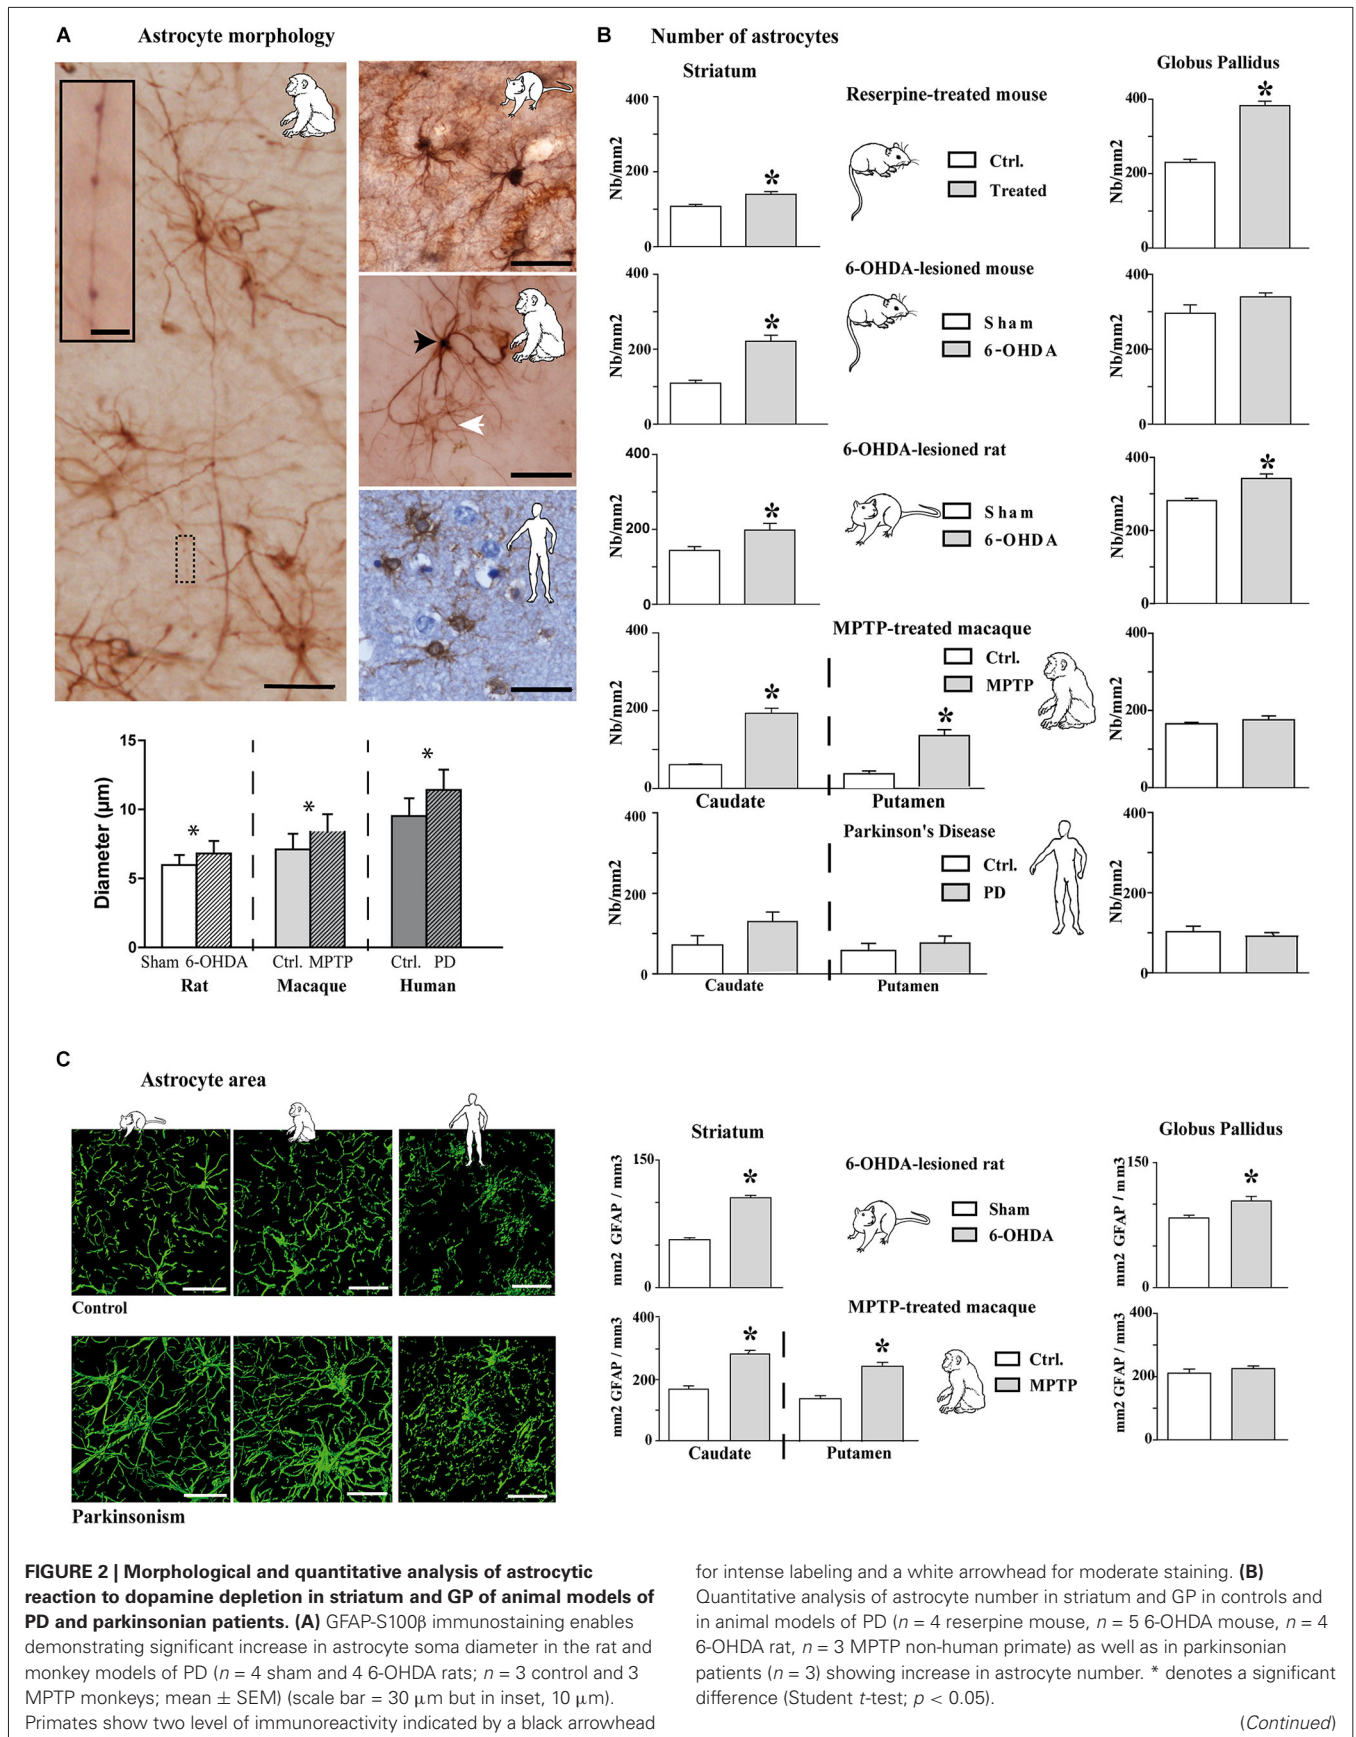 A
Astrocyte morphology
15
10
5
0
Diameter (µm)
Sham 6-OHDA
Ctrl. MPTP
Ctrl. PD
Rat
Macaque
Human
*
*
*
B
Number of astrocytes
Striatum
Globus Pallidus
Reserpine-treated mouse
Ctrl.
Treated
400
200
0
Nb/mm2
*
400
200
0
Nb/mm2
*
6-OHDA-lesioned mouse
Sham
6-OHDA
400
200
0
Nb/mm2
*
400
200
0
Nb/mm2
6-OHDA-lesioned rat
Sham
6-OHDA
400
200
0
Nb/mm2
*
400
200
0
Nb/mm2
*
MPTP-treated macaque
Ctrl.
MPTP
400
200
0
Nb/mm2
*
*
Caudate
Putamen
400
200
0
Nb/mm2
Parkinson's Disease
Ctrl.
PD
400
200
0
Nb/mm2
Caudate
Putamen
400
200
0
Nb/mm2
C
Astrocyte area
Control
Parkinsonism
Striatum
Globus Pallidus
6-OHDA-lesioned rat
Sham
6-OHDA
150
0
mm2 GFAP / mm3
*
150
0
mm2 GFAP / mm3
*
MPTP-treated macaque
Ctrl.
MPTP
400
200
0
mm2 GFAP / mm3
*
*
Caudate
Putamen
400
200
0
mm2 GFAP / mm3
FIGURE 2 | Morphological and quantitative analysis of astrocytic
reaction to dopamine depletion in striatum and GP of animal models of
PD and parkinsonian patients. (A) GFAP-S100β immunostaining enables
demonstrating significant increase in astrocyte soma diameter in the rat and
monkey models of PD (n = 4 sham and 4 6-OHDA rats; n = 3 control and 3
MPTP monkeys; mean ± SEM) (scale bar = 30 µm but in inset, 10 µm).
Primates show two level of immunoreactivity indicated by a black arrowhead
for intense labeling and a white arrowhead for moderate staining. (B)
Quantitative analysis of astrocyte number in striatum and GP in controls and
in animal models of PD (n = 4 reserpine mouse, n = 5 6-OHDA mouse, n = 4
6-OHDA rat, n = 3 MPTP non-human primate) as well as in parkinsonian
patients (n = 3) showing increase in astrocyte number. * denotes a significant
difference (Student t-test; p < 0.05).
(Continued)